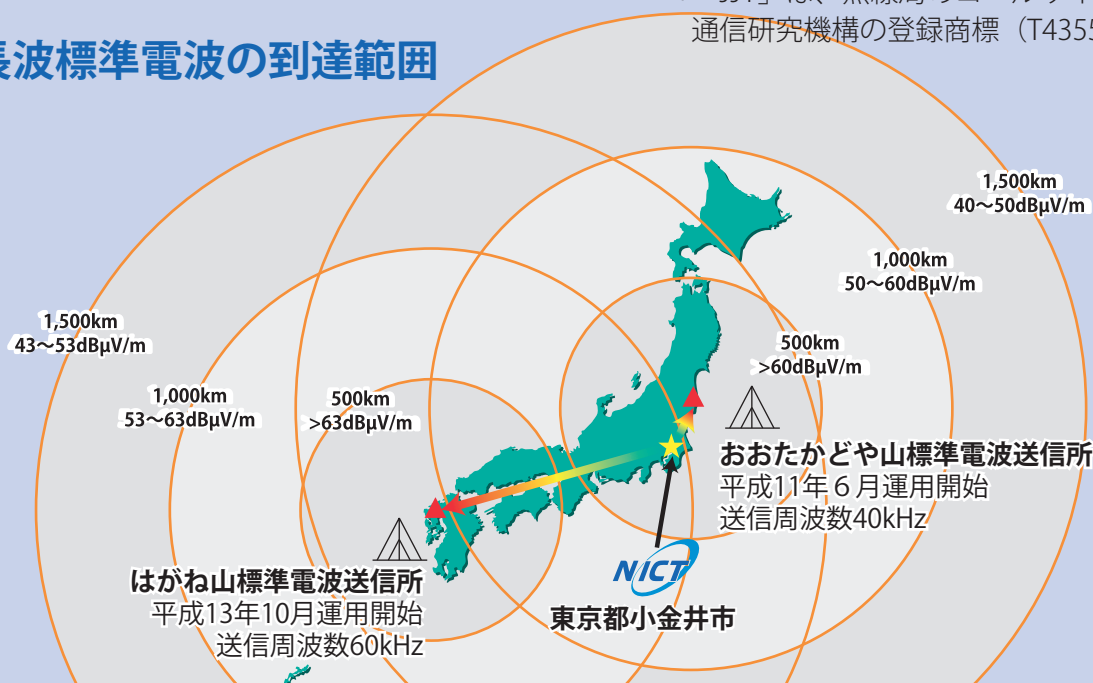 通信研究機構の登録商標（T4355
長波標準電波の到達範囲
1,500km
40～50dBμV/m
1,000km
50～60dBμV/m
500km
>60dBμV/m
1,500km
43～53dBμV/m
1,000km
53～63dBμV/m
500km
>63dBμV/m
おおたかどや山標準電波送信所
平成11年６月運用開始
送信周波数40kHz
はがね山標準電波送信所
平成13年10月運用開始
送信周波数60kHz
NICT
東京都小金井市